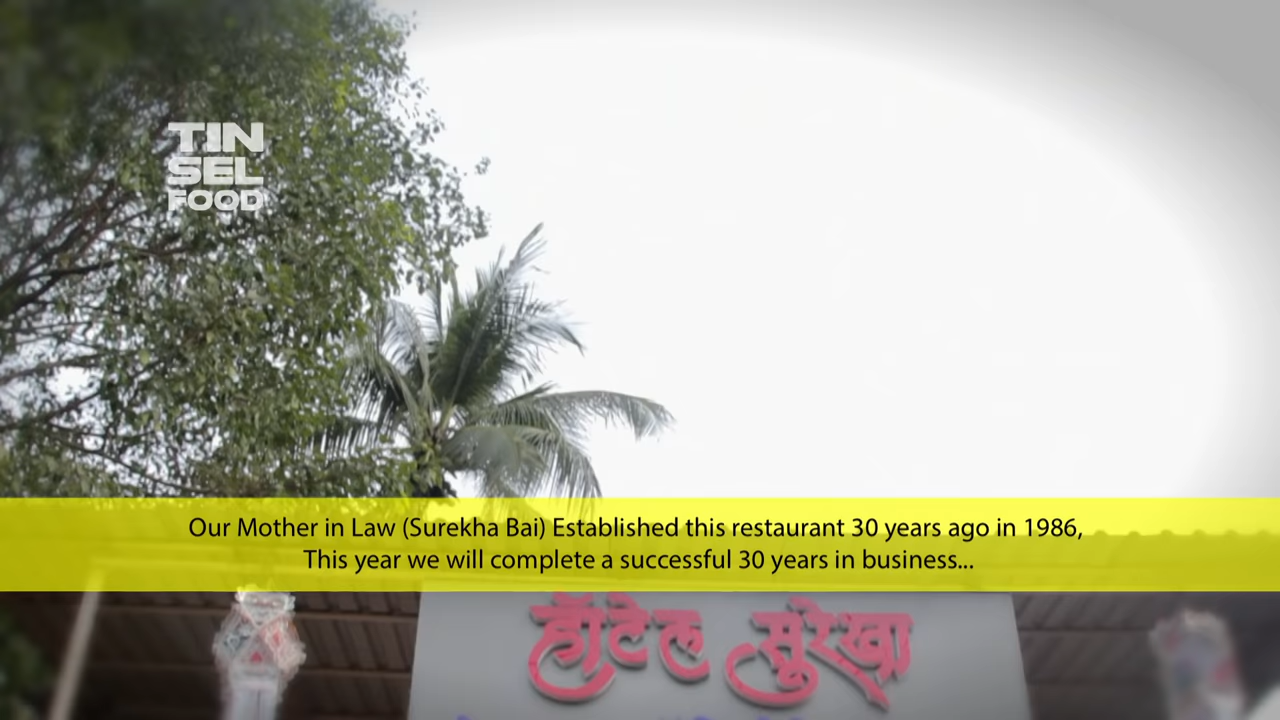 TIN
SEL
FOOD
Our Mother in Law (Surekha Bai) Established this restaurant 30 years ago in 1986,
This year we will complete a successful 30 years in business...
हॉटेल सुरेखा